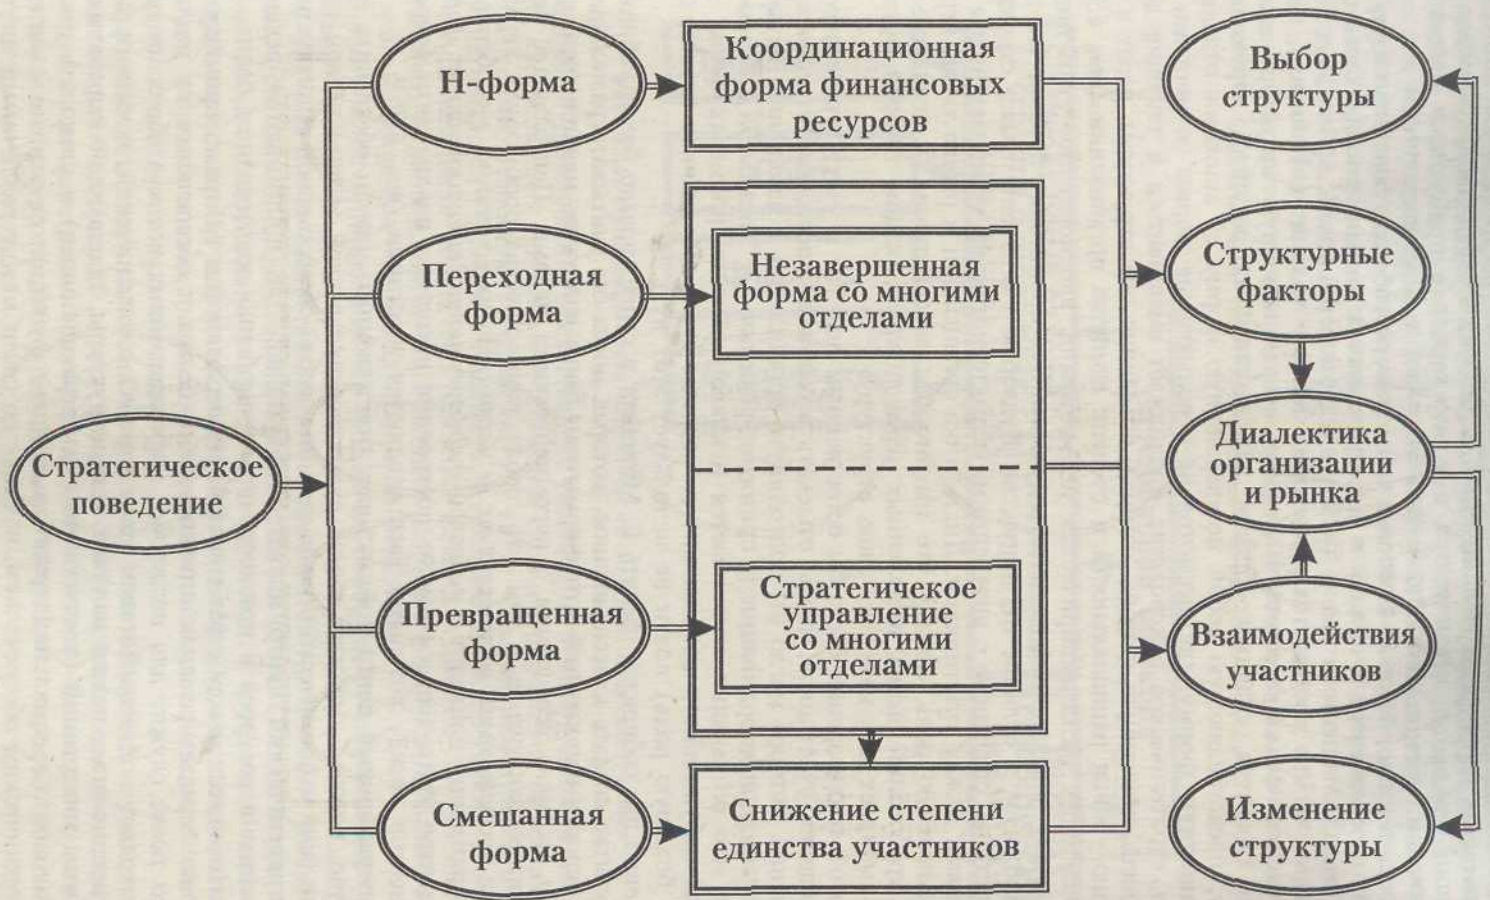 Стратегическое
поведение
Н-форма
Переходная
форма
Превращенная
форма
Смешанная
форма
Координационная
форма финансовых
ресурсов
Незавершенная
форма со многими
отделами
Стратегичекое
управление
со многими
отделами
Снижение степени
единства участников
Выбор
структуры
Структурные
факторы
Диалектика
организации
и рынка
Взаимодействия
участников
Изменение
структуры